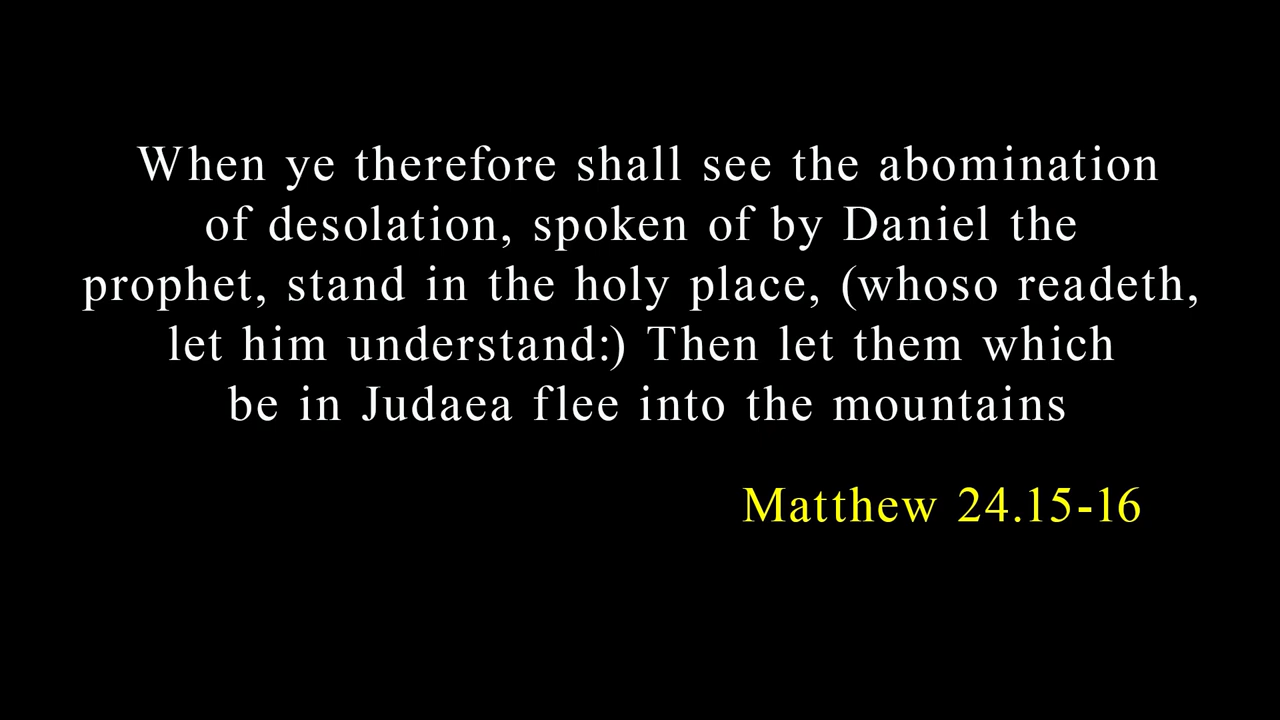 When ye therefore shall see the abomination
of desolation, spoken of by Daniel the
prophet, stand in the holy place, (whoso readeth,
let him understand:) Then let them which
be in Judaea flee into the mountains
Matthew 24.15-16